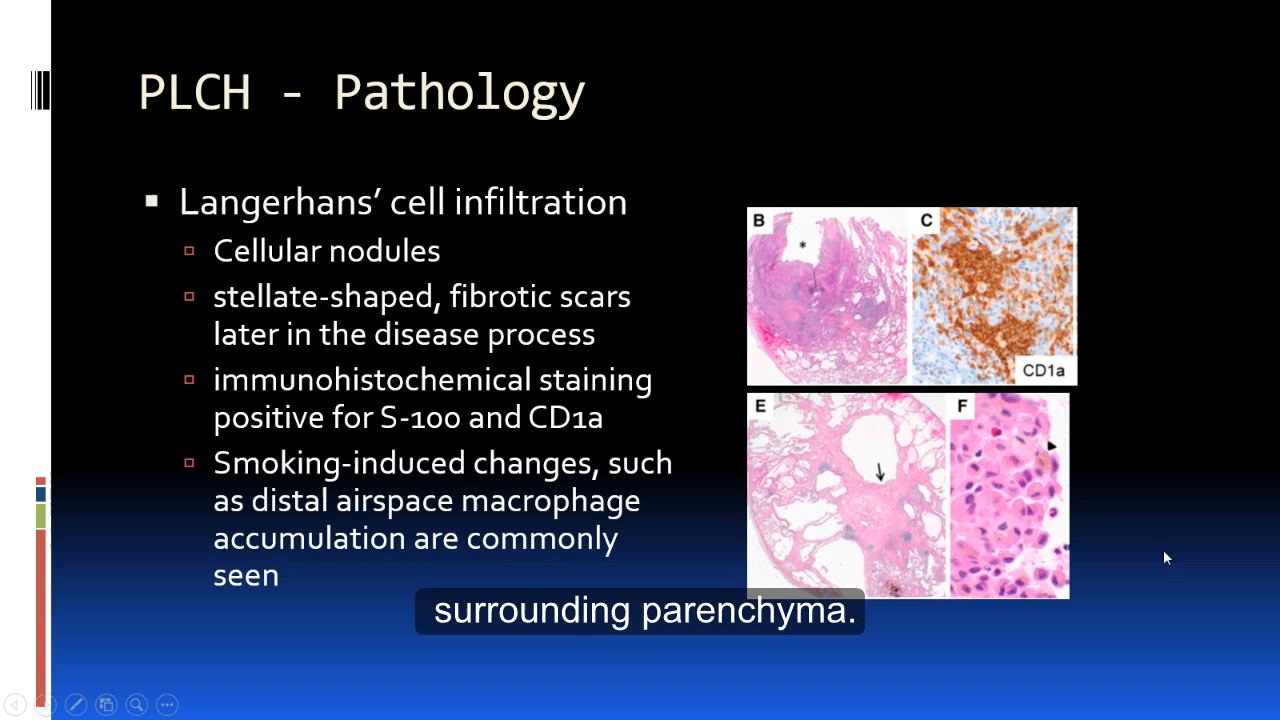 PLCH - Pathology
Langerhans' cell infiltration
Cellular nodules
stellate-shaped, fibrotic scars
later in the disease process
immunohistochemical staining
positive for S-100 and CD1a
Smoking-induced changes, such
as distal airspace macrophage
accumulation are commonly
seen
B
*
C
CD1a
E
F
surrounding parenchyma.